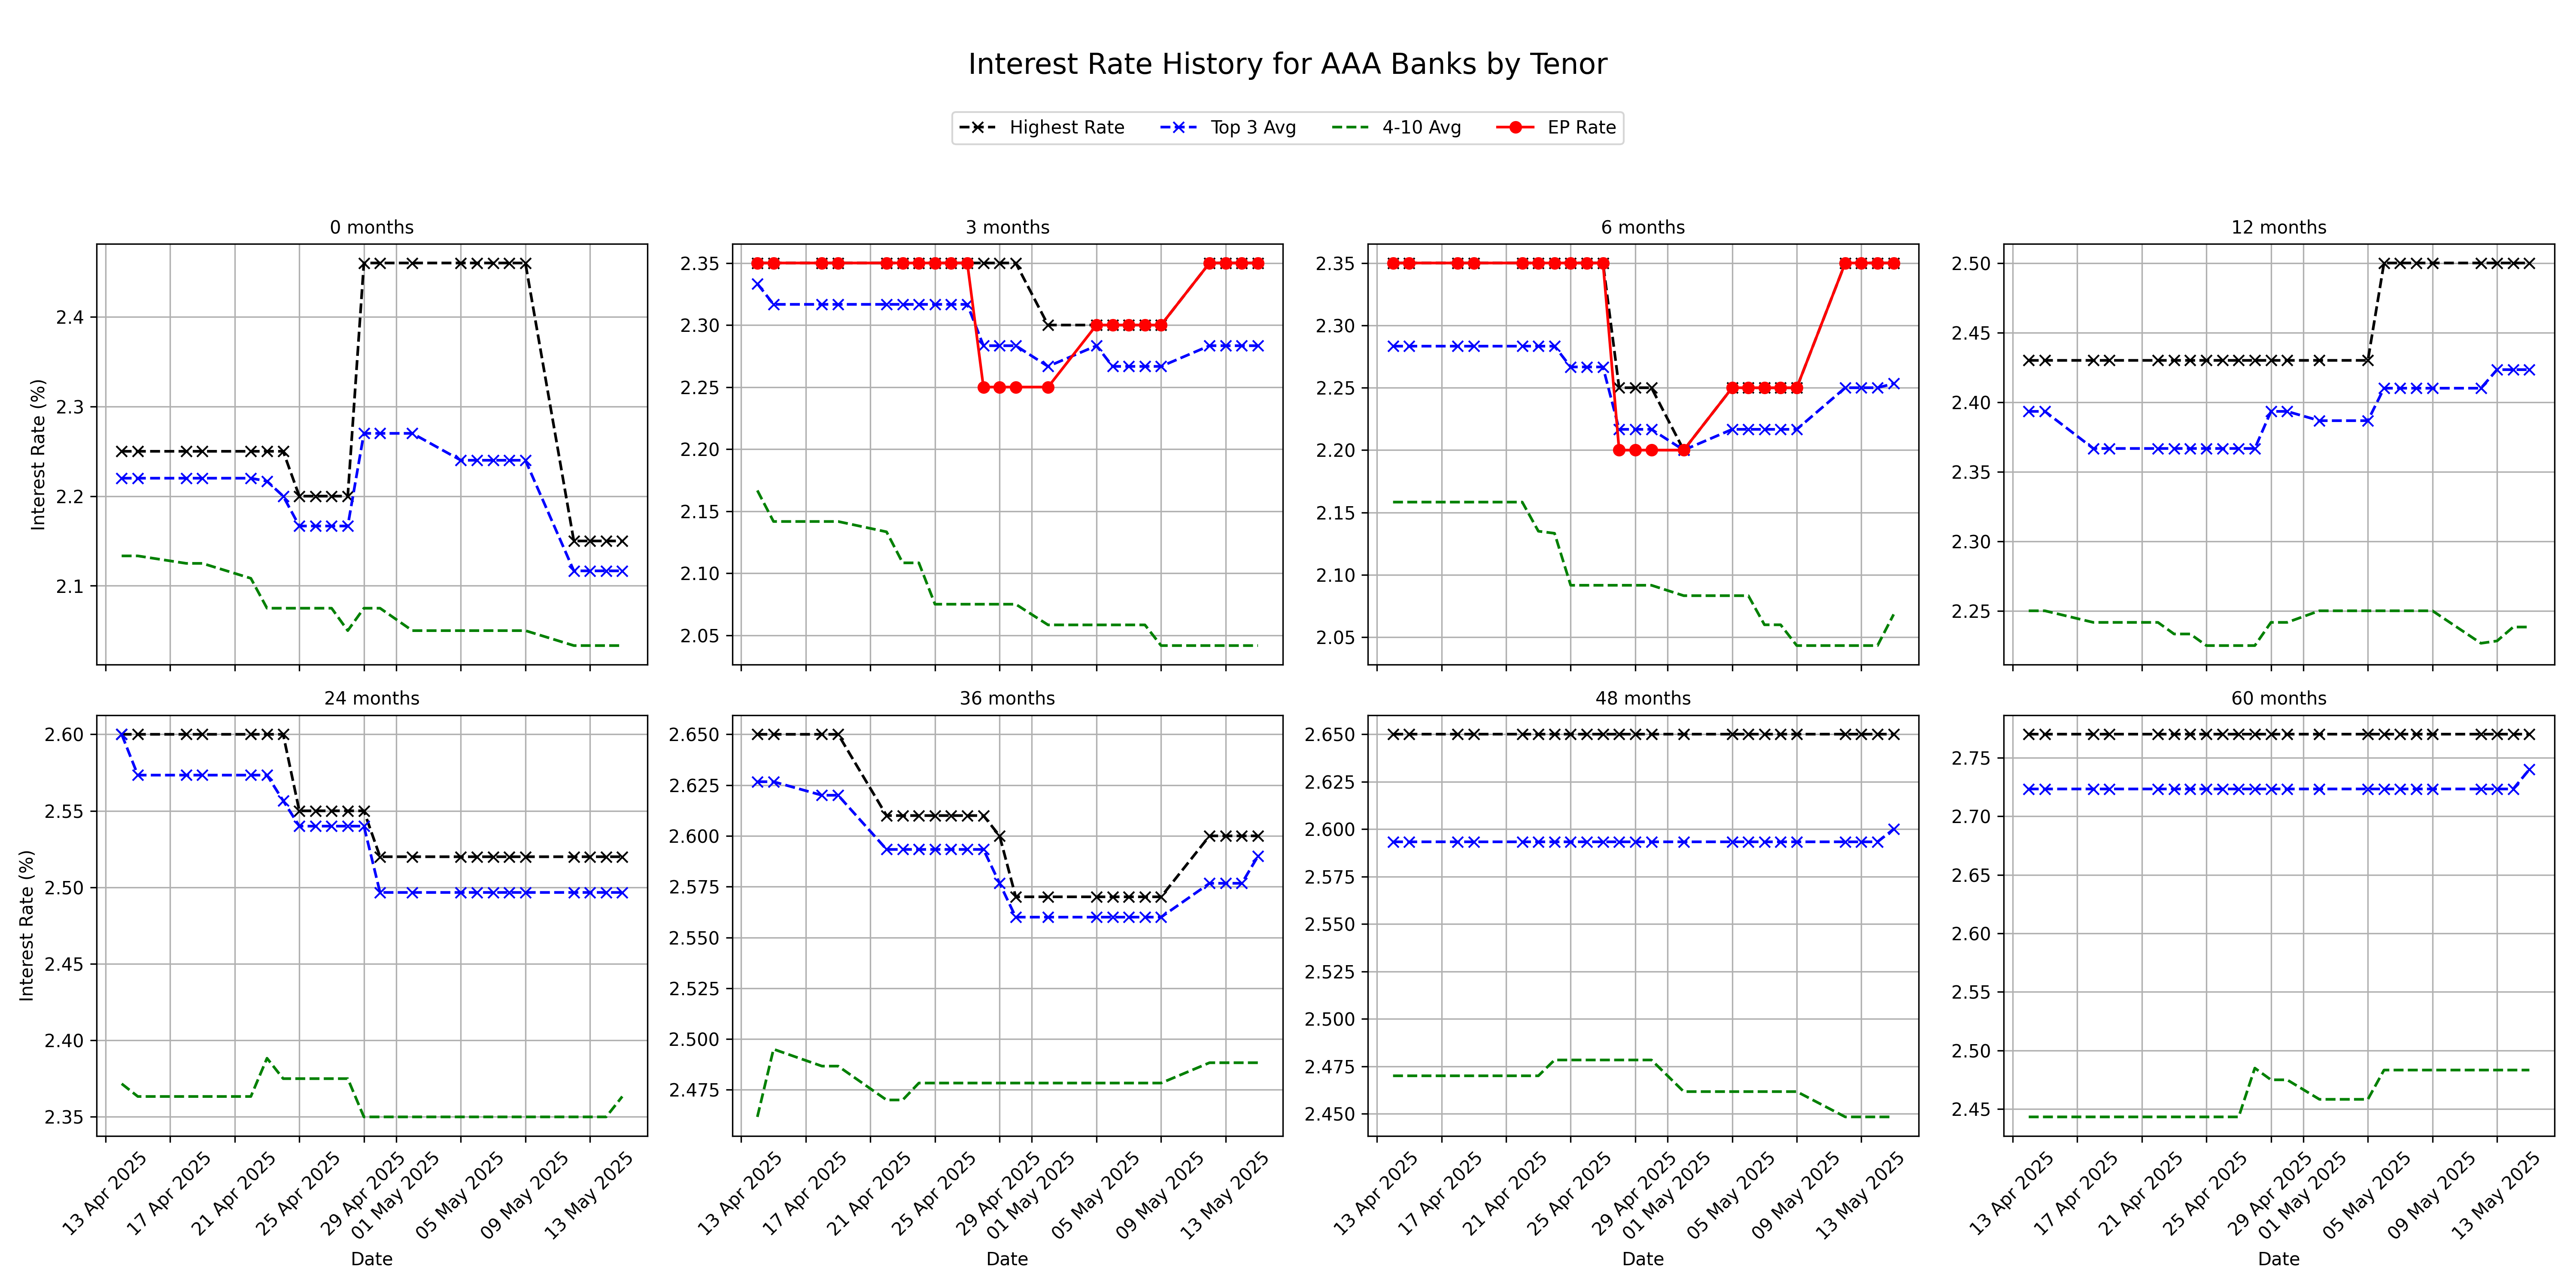 Interest Rate History for AAA Banks by Tenor
Highest Rate Top 3 Avg 4-10 Avg EP Rate
0 months
Interest Rate (%)
2.4
2.3
2.2
2.1
3 months
2.35
2.30
2.25
2.20
2.15
2.10
2.05
6 months
2.35
2.30
2.25
2.20
2.15
2.10
2.05
12 months
2.50
2.45
2.40
2.35
2.30
2.25
24 months
Interest Rate (%)
2.60
2.55
2.50
2.45
2.40
2.35
13 Apr 2025
17 Apr 2025
21 Apr 2025
25 Apr 2025
29 Apr 2025
01 May 2025
05 May 2025
09 May 2025
13 May 2025
Date
36 months
2.650
2.625
2.600
2.575
2.550
2.525
2.500
2.475
13 Apr 2025
17 Apr 2025
21 Apr 2025
25 Apr 2025
29 Apr 2025
01 May 2025
05 May 2025
09 May 2025
13 May 2025
Date
48 months
2.650
2.625
2.600
2.575
2.550
2.525
2.500
2.475
2.450
13 Apr 2025
17 Apr 2025
21 Apr 2025
25 Apr 2025
29 Apr 2025
01 May 2025
05 May 2025
09 May 2025
13 May 2025
Date
60 months
2.75
2.70
2.65
2.60
2.55
2.50
2.45
13 Apr 2025
17 Apr 2025
21 Apr 2025
25 Apr 2025
29 Apr 2025
01 May 2025
05 May 2025
09 May 2025
13 May 2025
Date